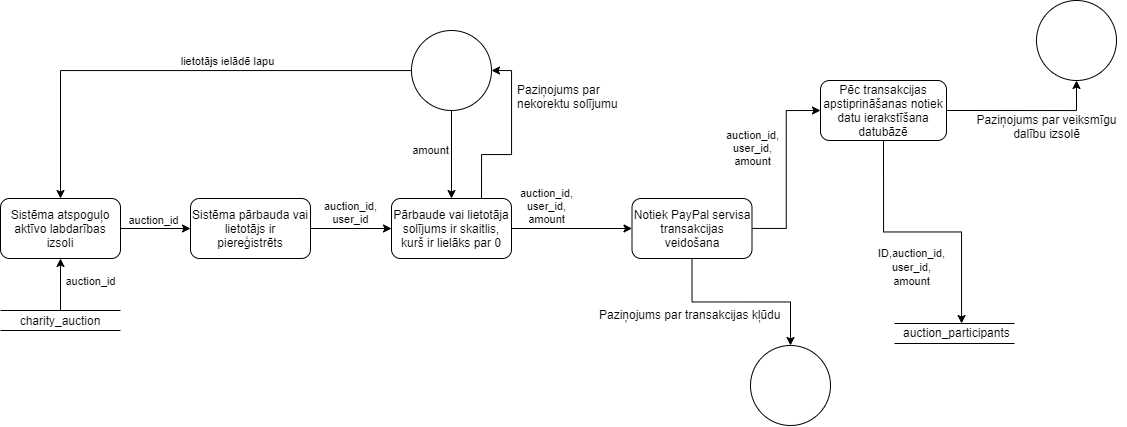 lietotājs ielādē lapu
Paziņojums par
nekorektu solījumu
amount
Sistēma atspoguļo
aktīvo labdarības
izsoli
auction_id
Sistēma pārbauda vai
lietotājs ir
piereģistrēts
auction_id,
user_id
Pārbaude vai lietotāja
solījums ir skaitlis,
kurš ir lielāks par 0
auction_id,
user_id,
amount
Notiek PayPal servisa
transakcijas
veidošana
auction_id,
user_id,
amount
Pēc transakcijas
apstiprināšanas notiek
datu ierakstīšana
datubāzē
Paziņojums par veiksmīgu
dalību izsolē
auction_id
charity_auction
Paziņojums par transakcijas kļūdu
ID,auction_id,
user_id,
amount
auction_participants